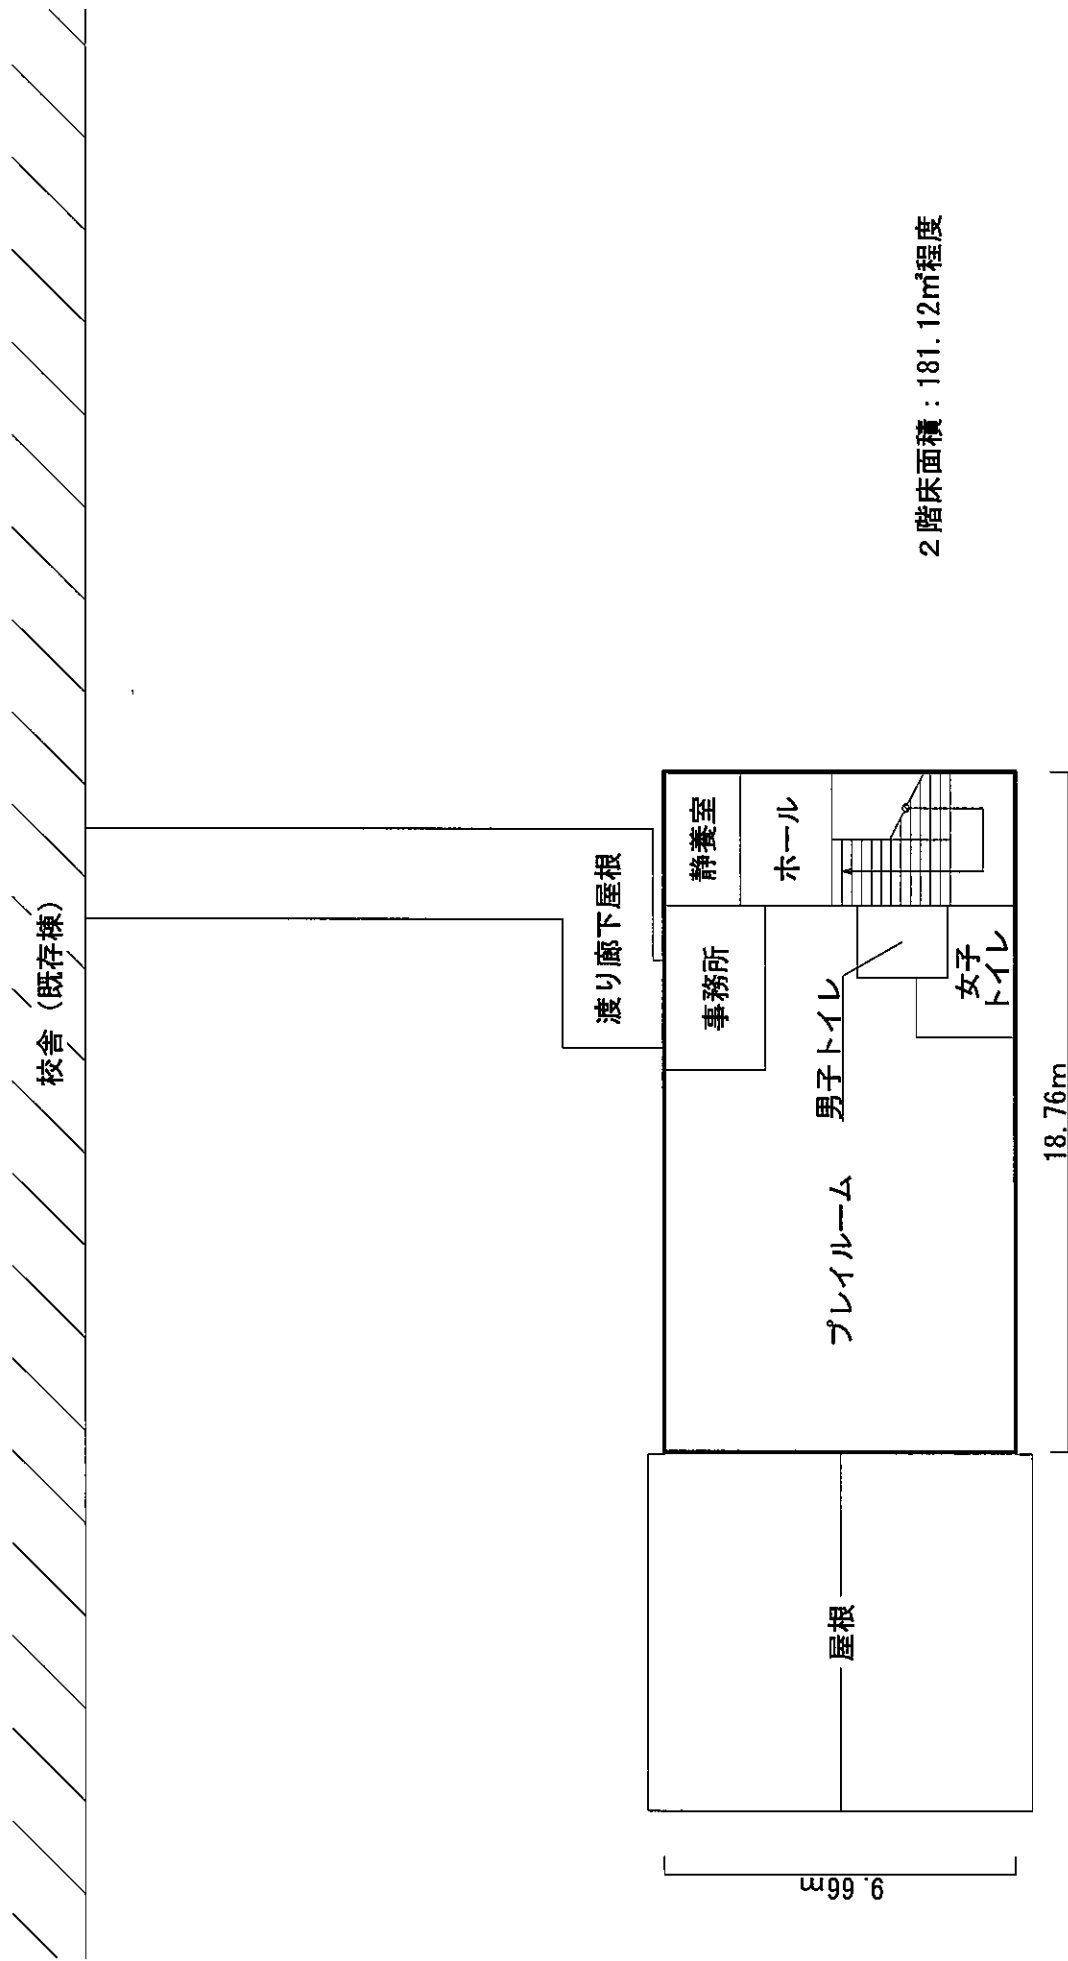 校舎（既存棟）
渡り廊下屋根
静養室
事務所
ホール
男子トイレ
女子
トイレ
プレイルーム
屋根
18.76m
9.66m
２階床面積：181.12㎡程度